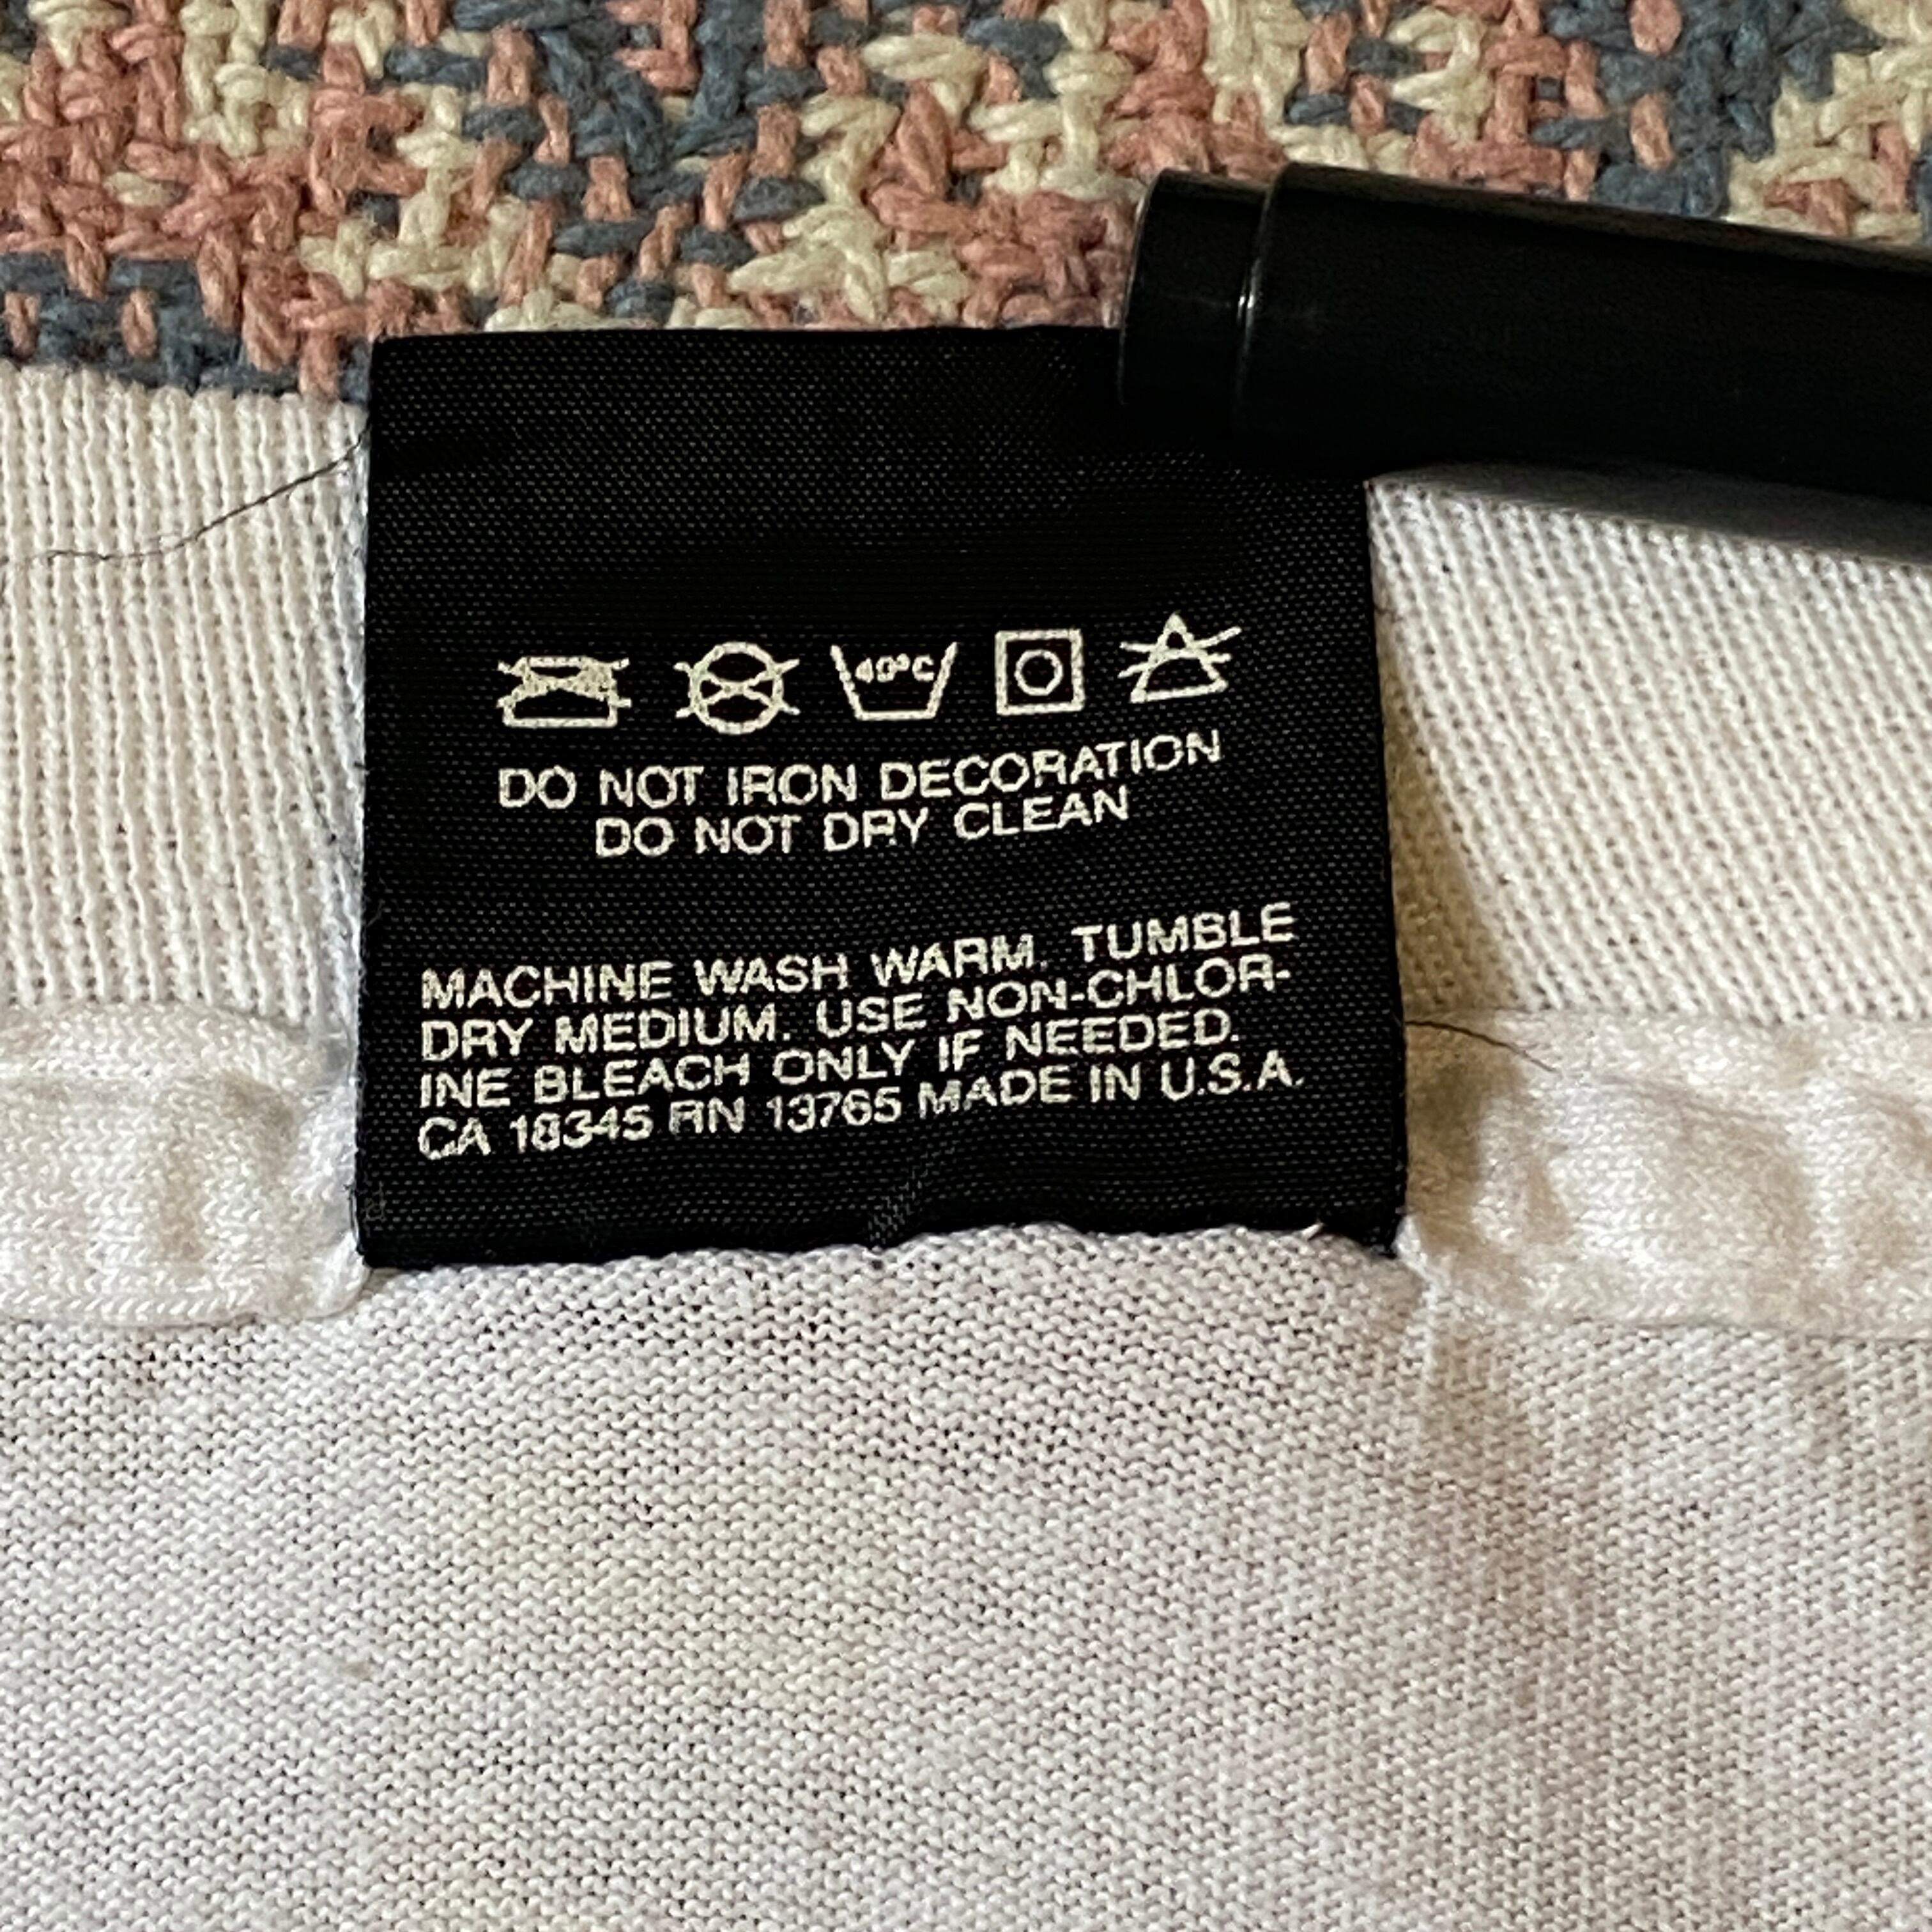 40°C
DO NOT IRON DECORATION
DO NOT DRY CLEAN
MACHINE WASH WARM. TUMBLE
DRY MEDIUM. USE NON-CHLOR-
INE BLEACH ONLY IF NEEDED.
CA 18345 RN 13765 MADE IN U.S.A.